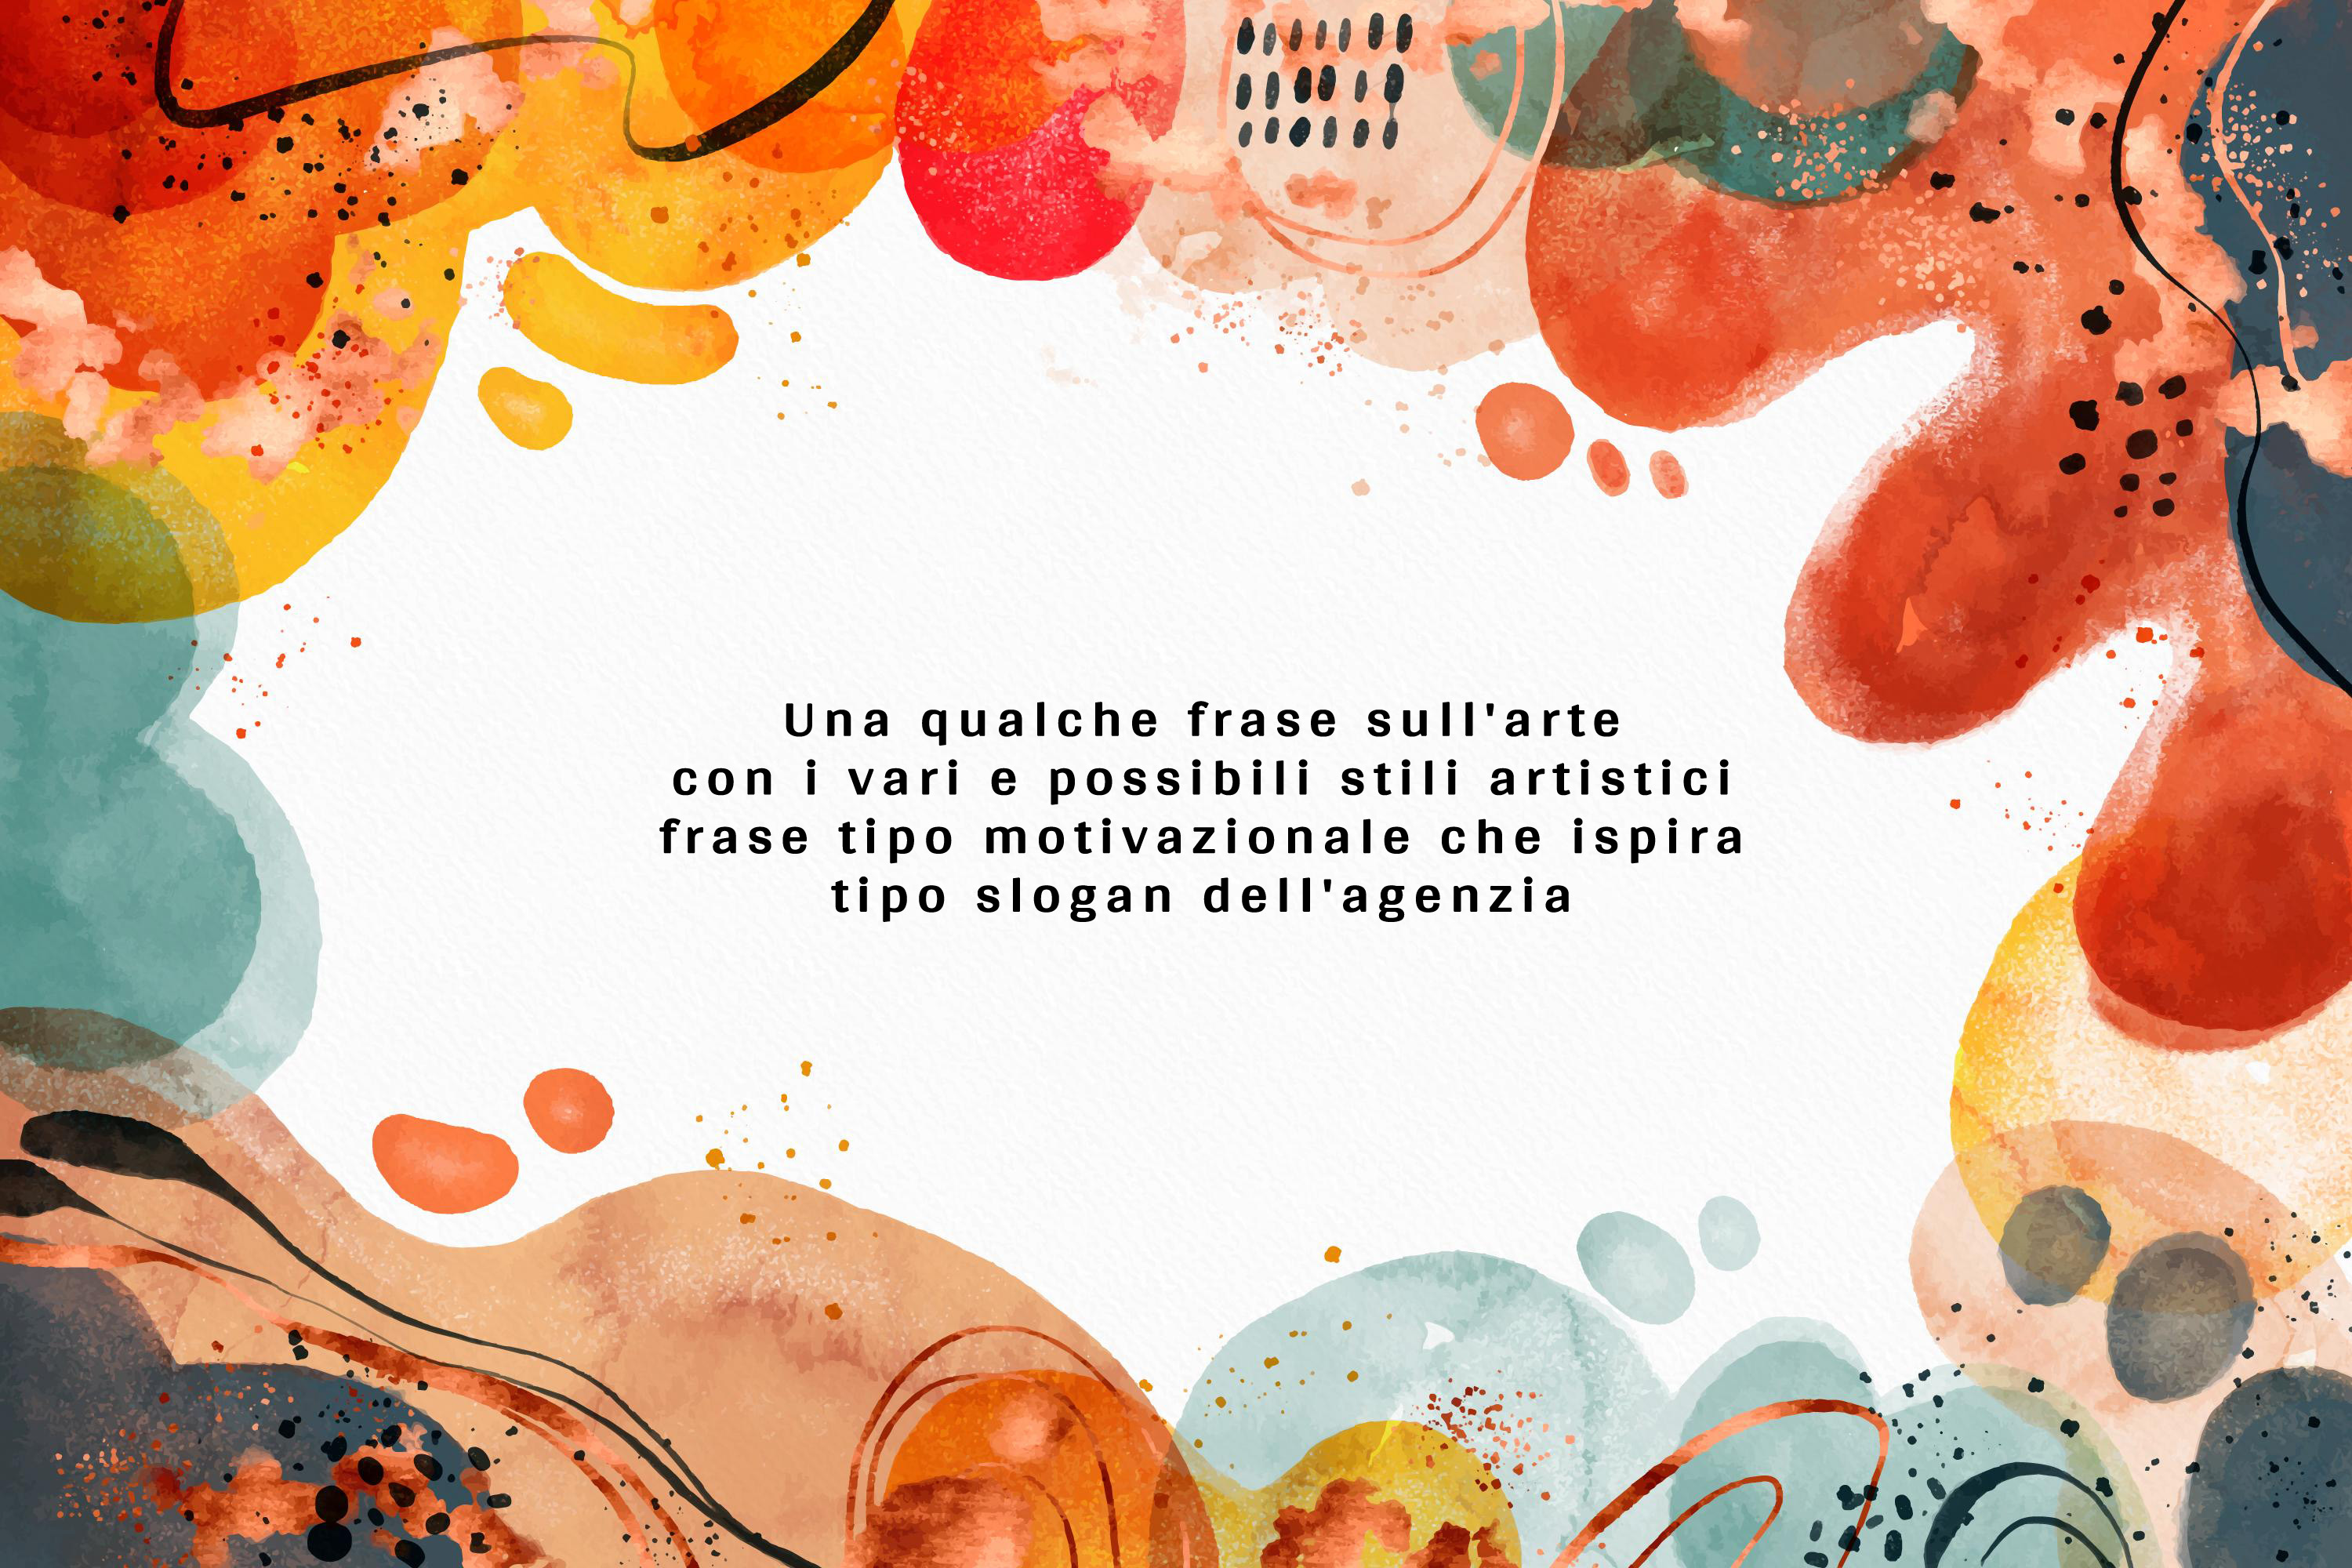 Una qualche frase sull'arte
con i vari e possibili stili artistici
frase tipo motivazionale che ispira
tipo slogan dell'agenzia